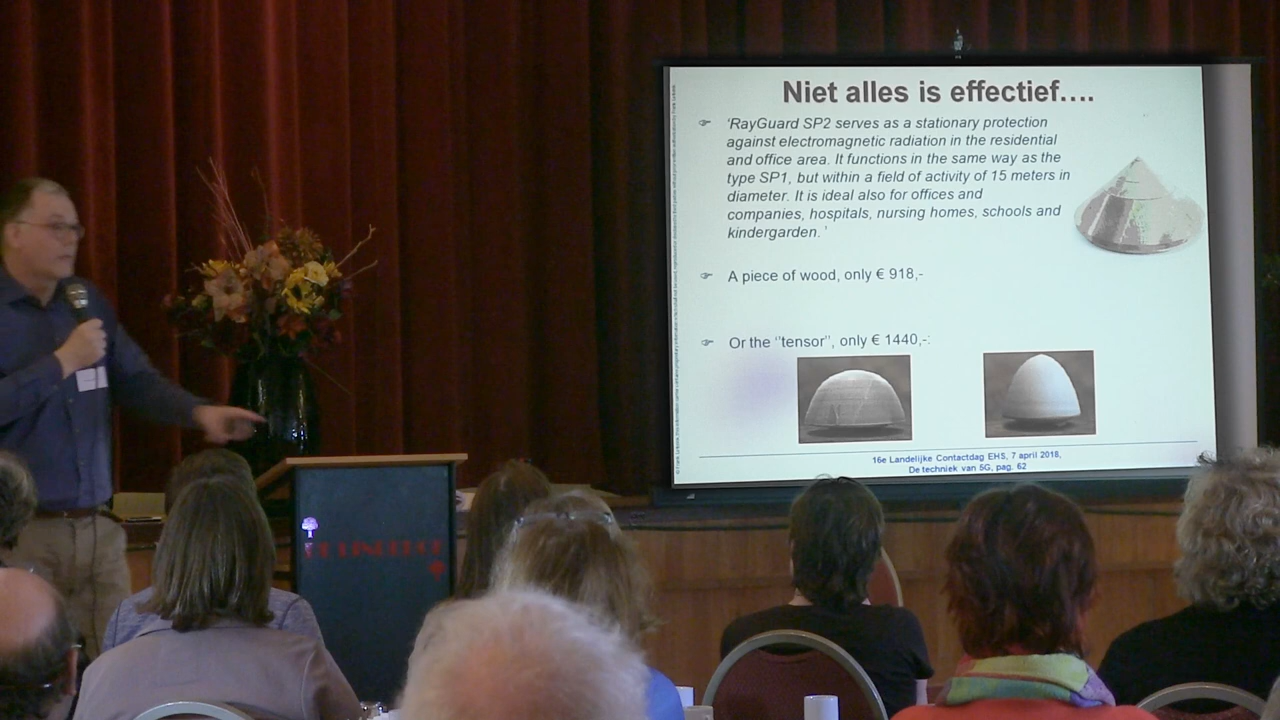 Niet alles is effectief....
☞ 'RayGuard SP2 serves as a stationary protection
against electromagnetic radiation in the residential
and office area. It functions in the same way as the
type SP1, but within a field of activity of 15 meters in
diameter. It is ideal also for offices and
companies, hospitals, nursing homes, schools and
kindergarden. '
☞ A piece of wood, only € 918,-
☞ Or the ''tensor'', only € 1440,-:
16e Landelijke Contactdag EHS, 7 april 2018,
De techniek van 5G, pag. 62